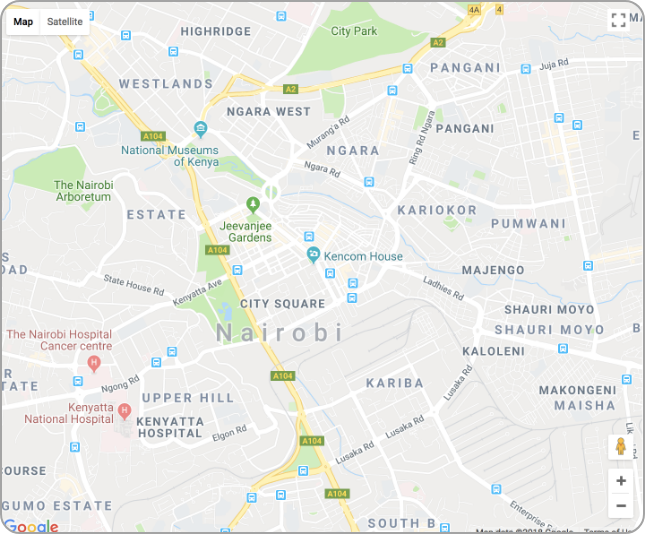 Map
Satellite
HIGHRIDGE
City Park
4A
4
A2
PANGANI
Juja Rd
WESTLANDS
A2
NGARA WEST
Murang'a Rd
Ring Rd Ngara
PANGANI
A104
National Museums
of Kenya
NGARA
Ngara Rd
The Nairobi
Arboretum
ESTATE
Jeevanjee
Gardens
KARIOKOR
PUMWANI
A104
Kencom House
MAJENGO
OAD
State House Rd
Kenyatta Ave
Ladhies Rd
CITY SQUARE
SHAURI MOYO
Nairobi
SHAURI MOYO
The Nairobi Hospital
Cancer centre
KALOLENI
A104
Ngong Rd
KARIBA
Lusaka Rd
TATE
UPPER HILL
MAKONGENI
MAISHA
Kenyatta
National Hospital
KENYATTA
HOSPITAL
Elgon Rd
Lusaka Rd
Lusaka Rd
A104
COURSE
A104
GUMO ESTATE
Enterprise
SOUTH B
Google
Map data ©2018 Google
Terms of Us